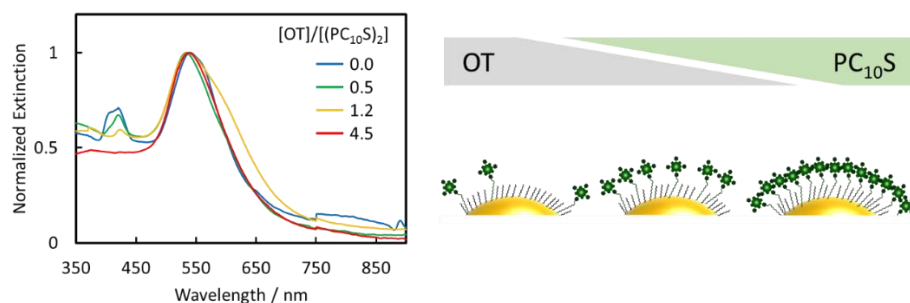 Normalized Extinction
1
0.5
0
350
450
550
650
750
850
Wavelength / nm
[OT]/[(PC₁₀S)₂]
0.0
0.5
1.2
4.5
OT
PC₁₀S